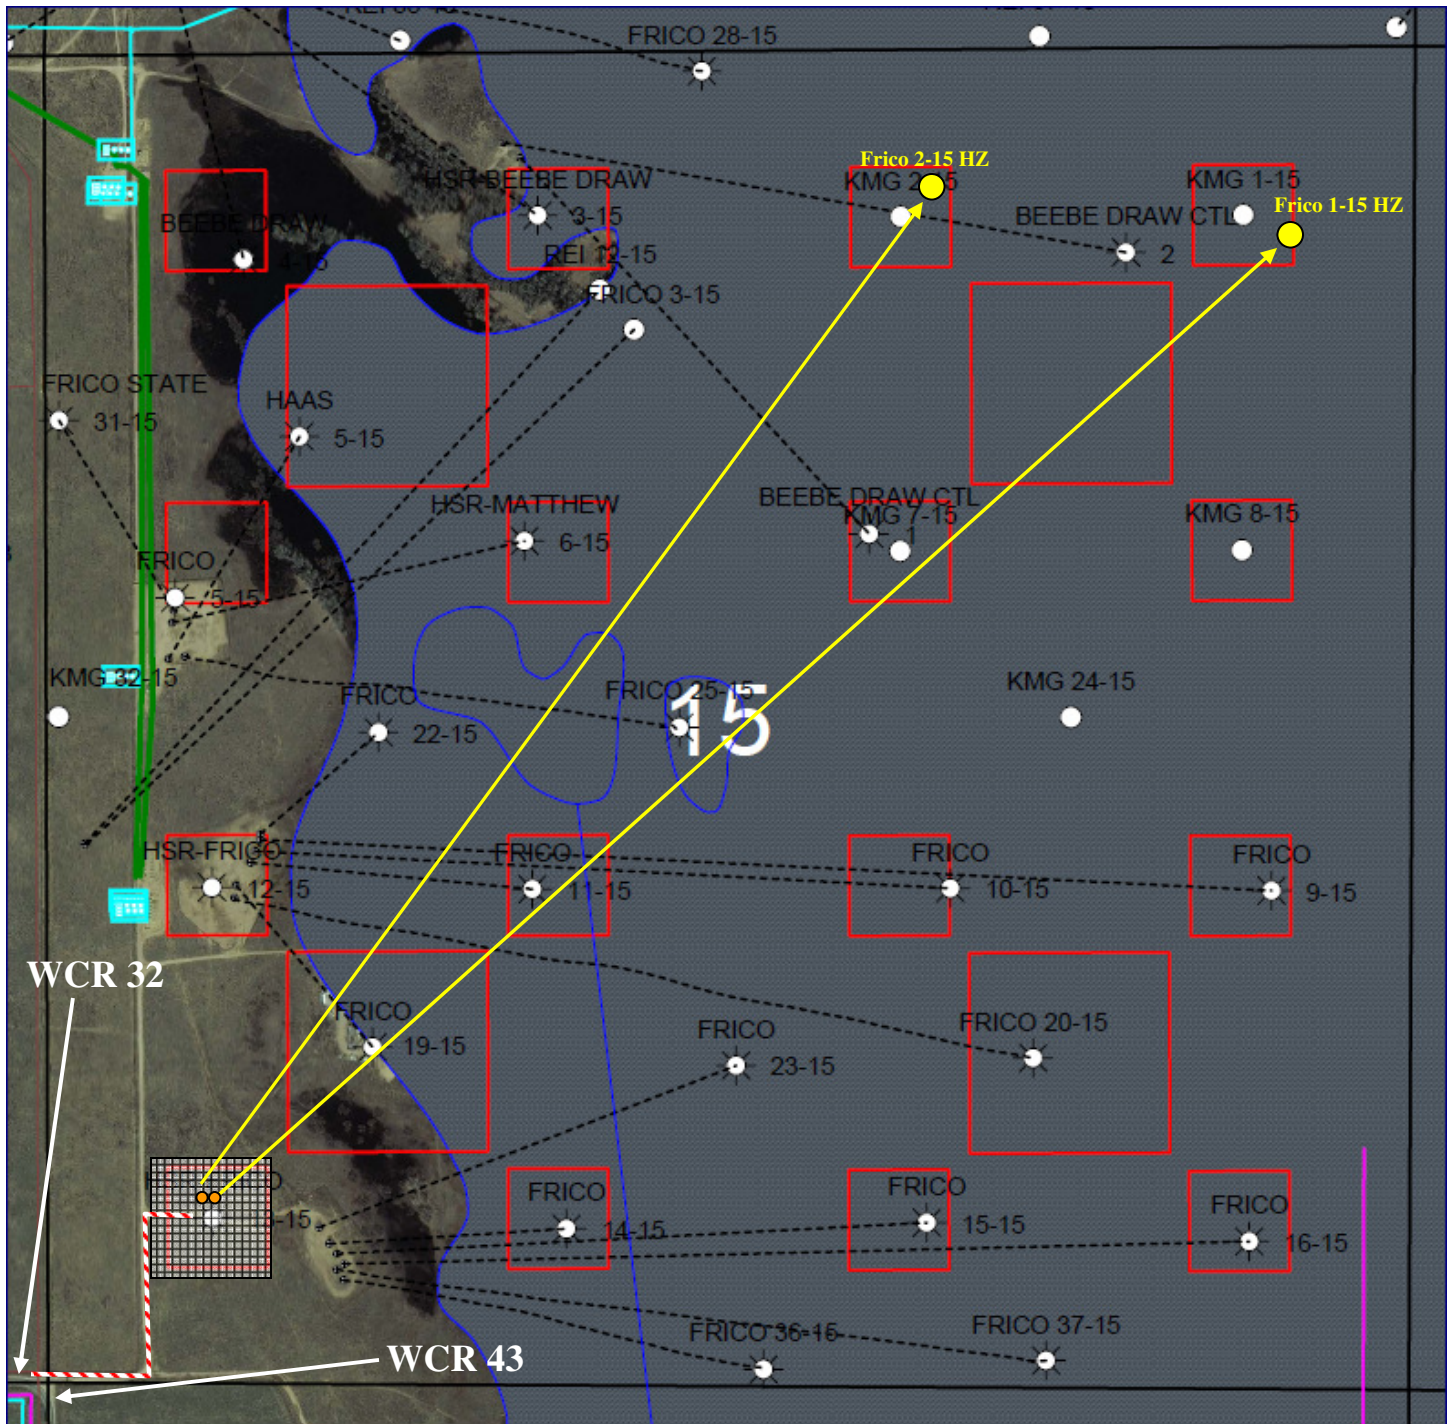 FRICO 28-15
Frico 2-15 HZ
HSR-BEEBE DRAW
KMG 2-15
KMG 1-15
3-15
BEEBE DRAW CTL
Frico 1-15 HZ
BEEBE DRAW
4-15
REI 12-15
2
FRICO 3-15
FRICO STATE
31-15
HAAS
5-15
HSR-MATTHEW
6-15
BEEBE DRAW CTL
KMG 7-15
1
KMG 8-15
FRICO
5-15
KMG 32-15
FRICO
22-15
FRICO 25-15
15
KMG 24-15
HSR-FRICO
12-15
FRICO
11-15
FRICO
10-15
FRICO
9-15
WCR 32
FRICO
19-15
FRICO
23-15
FRICO 20-15
FRICO
14-15
FRICO
15-15
FRICO
16-15
FRICO 36-15
FRICO 37-15
WCR 43